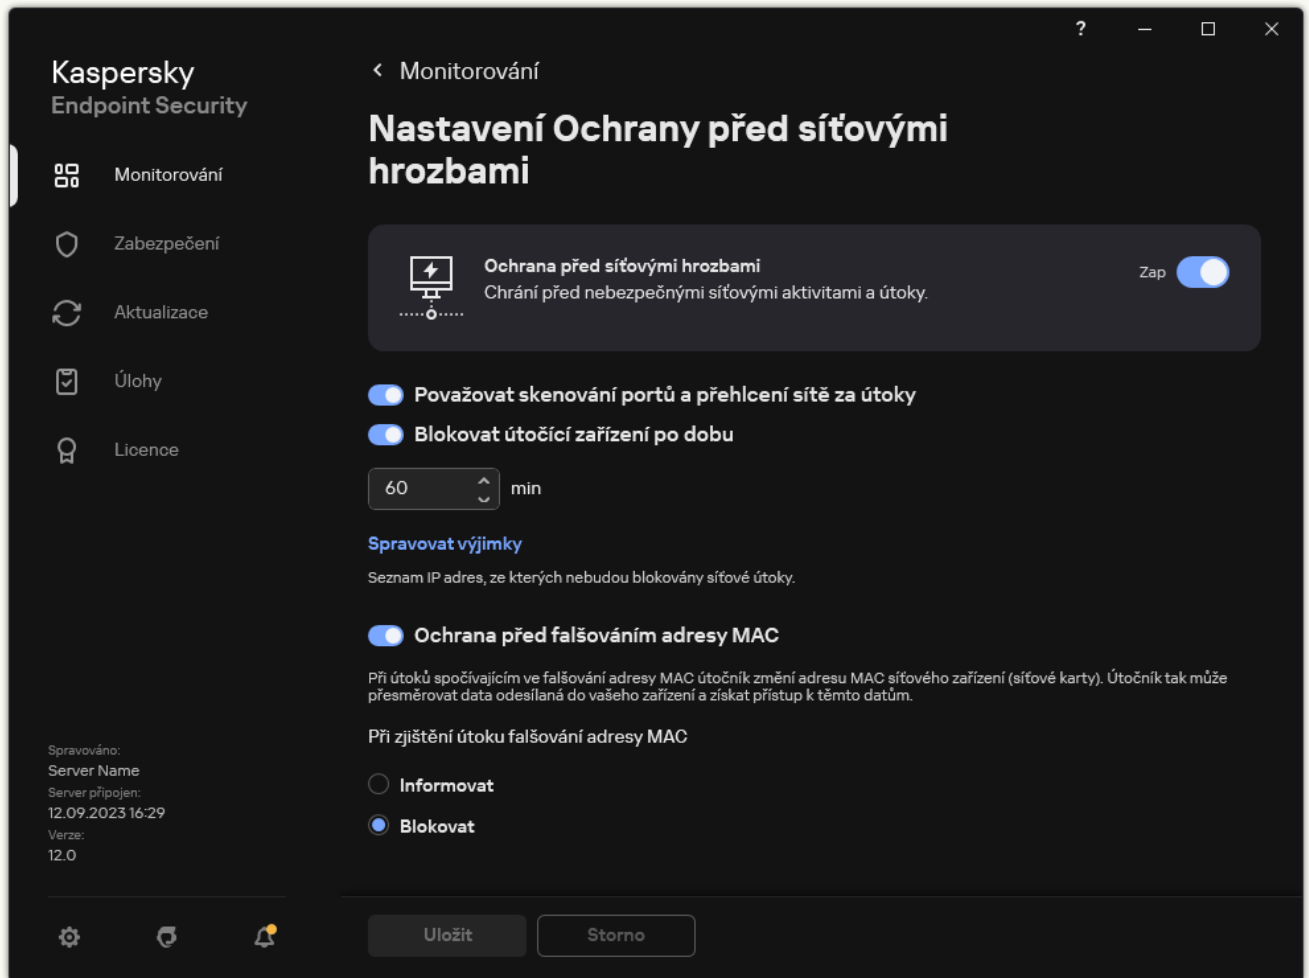 ?
Kaspersky
Endpoint Security
Monitorování
Zabezpečení
Aktualizace
Úlohy
Licence
Spravováno:
Server Name
Server připojen:
12.09.2023 16:29
Verze:
12.0
Monitorování
Nastavení Ochrany před síťovými
hrozbami
Ochrana před síťovými hrozbami
Chrání před nebezpečnými síťovými aktivitami a útoky.
Zap
Považovat skenování portů a přehlcení sítě za útoky
Blokovat útočící zařízení po dobu
60 min
Spravovat výjimky
Seznam IP adres, ze kterých nebudou blokovány síťové útoky.
Ochrana před falšováním adresy MAC
Při útoků spočívajícím ve falšování adresy MAC útočník změní adresu MAC síťového zařízení (síťové karty). Útočník tak může
přesměrovat data odesílaná do vašeho zařízení a získat přístup k těmto datům.
Při zjištění útoku falšování adresy MAC
Informovat
Blokovat
Uložit
Storno